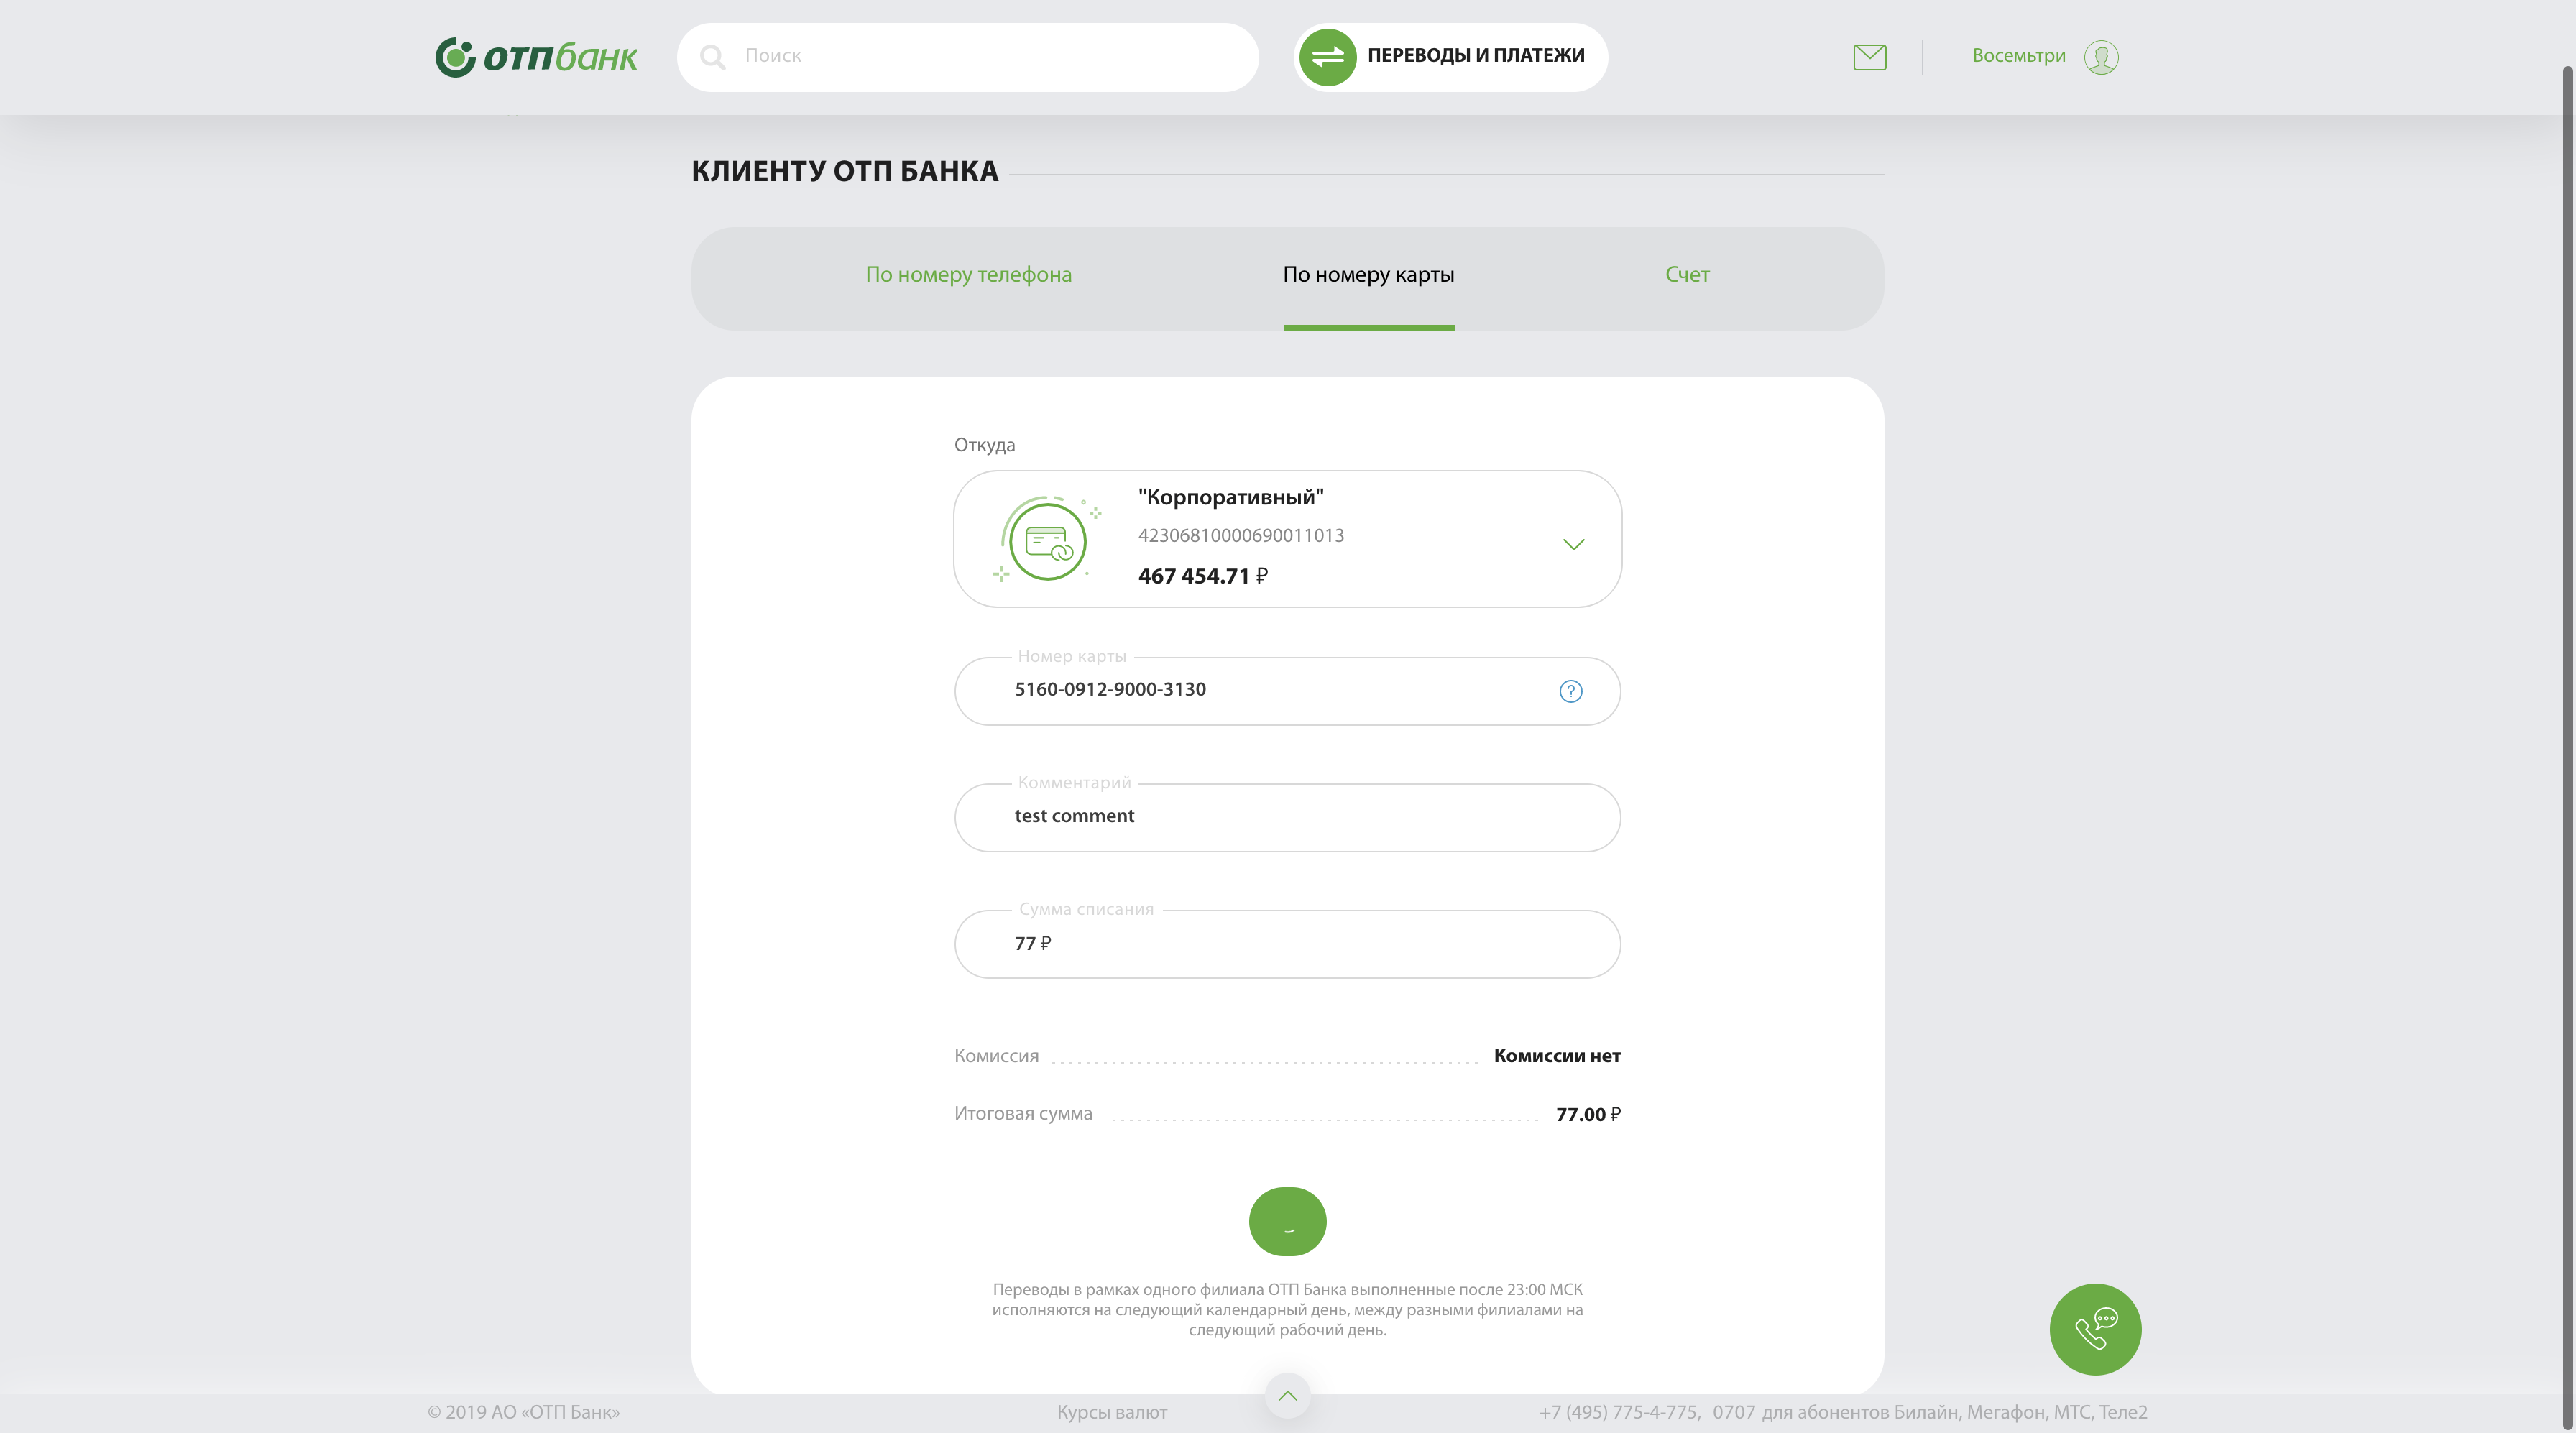 отпбанк
Поиск
ПЕРЕВОДЫ И ПЛАТЕЖИ
Восемьтри
КЛИЕНТУ ОТП БАНКА
По номеру телефона
По номеру карты
Счет
Откуда
"Корпоративный"
42306810000690011013
467 454.71 ₽
Номер карты
5160-0912-9000-3130
?
Комментарий
test comment
Сумма списания
77 ₽
Комиссия
Комиссии нет
Итоговая сумма
77.00 ₽
Переводы в рамках одного филиала ОТП Банка выполненные после 23:00 МСК
исполняются на следующий календарный день, между разными филиалами на
следующий рабочий день.
© 2019 АО «ОТП Банк»
Курсы валют
+7 (495) 775-4-775, 0707 для абонентов Билайн, Мегафон, МТС, Теле2